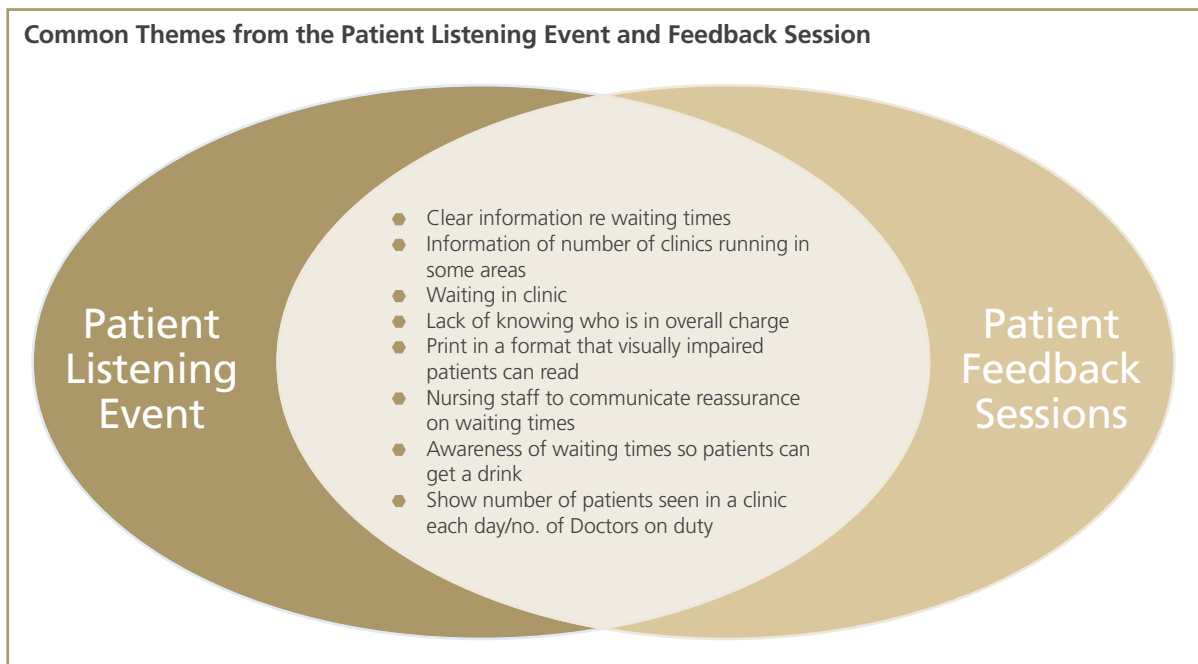 Common Themes from the Patient Listening Event and Feedback Session
Patient
Listening
Event
Clear information re waiting times
Information of number of clinics running in
some areas
Waiting in clinic
Lack of knowing who is in overall charge
Print in a format that visually impaired
patients can read
Nursing staff to communicate reassurance
on waiting times
Awareness of waiting times so patients can
get a drink
Show number of patients seen in a clinic
each day/no. of Doctors on duty
Patient
Feedback
Sessions